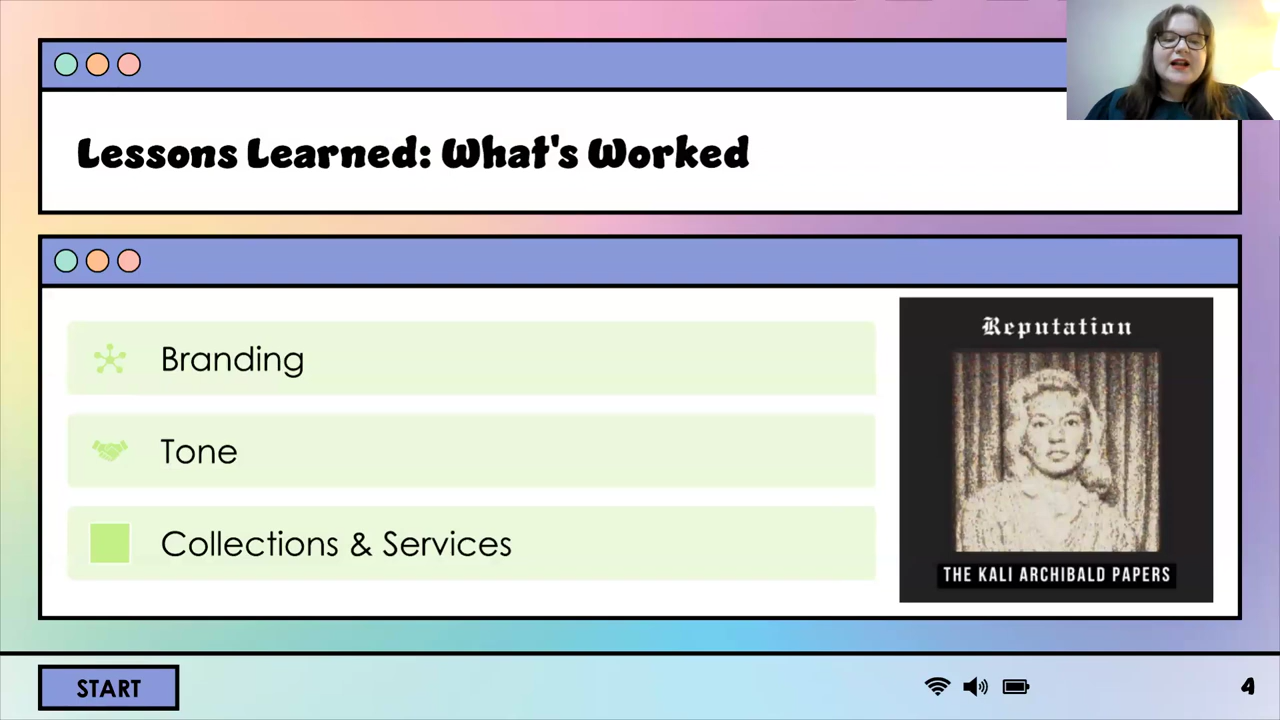 Lessons Learned: What's Worked
Branding
Tone
Collections & Services
Reputation
THE KALI ARCHIBALD PAPERS
START
4